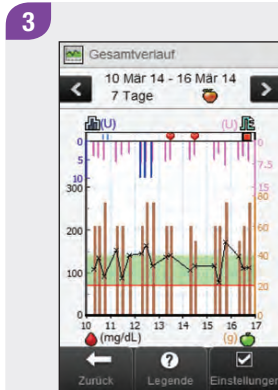 3
Gesamtverlauf
10 Mär 14 - 16 Mär 14
7 Tage
(U)
(U)
0
5
10
300
200
100
0
0
7.5
15
80
60
40
20
0
10 11 12 13 14 15 16 17
(mg/dL)
(g)
Zurück
Legende
Einstellungen